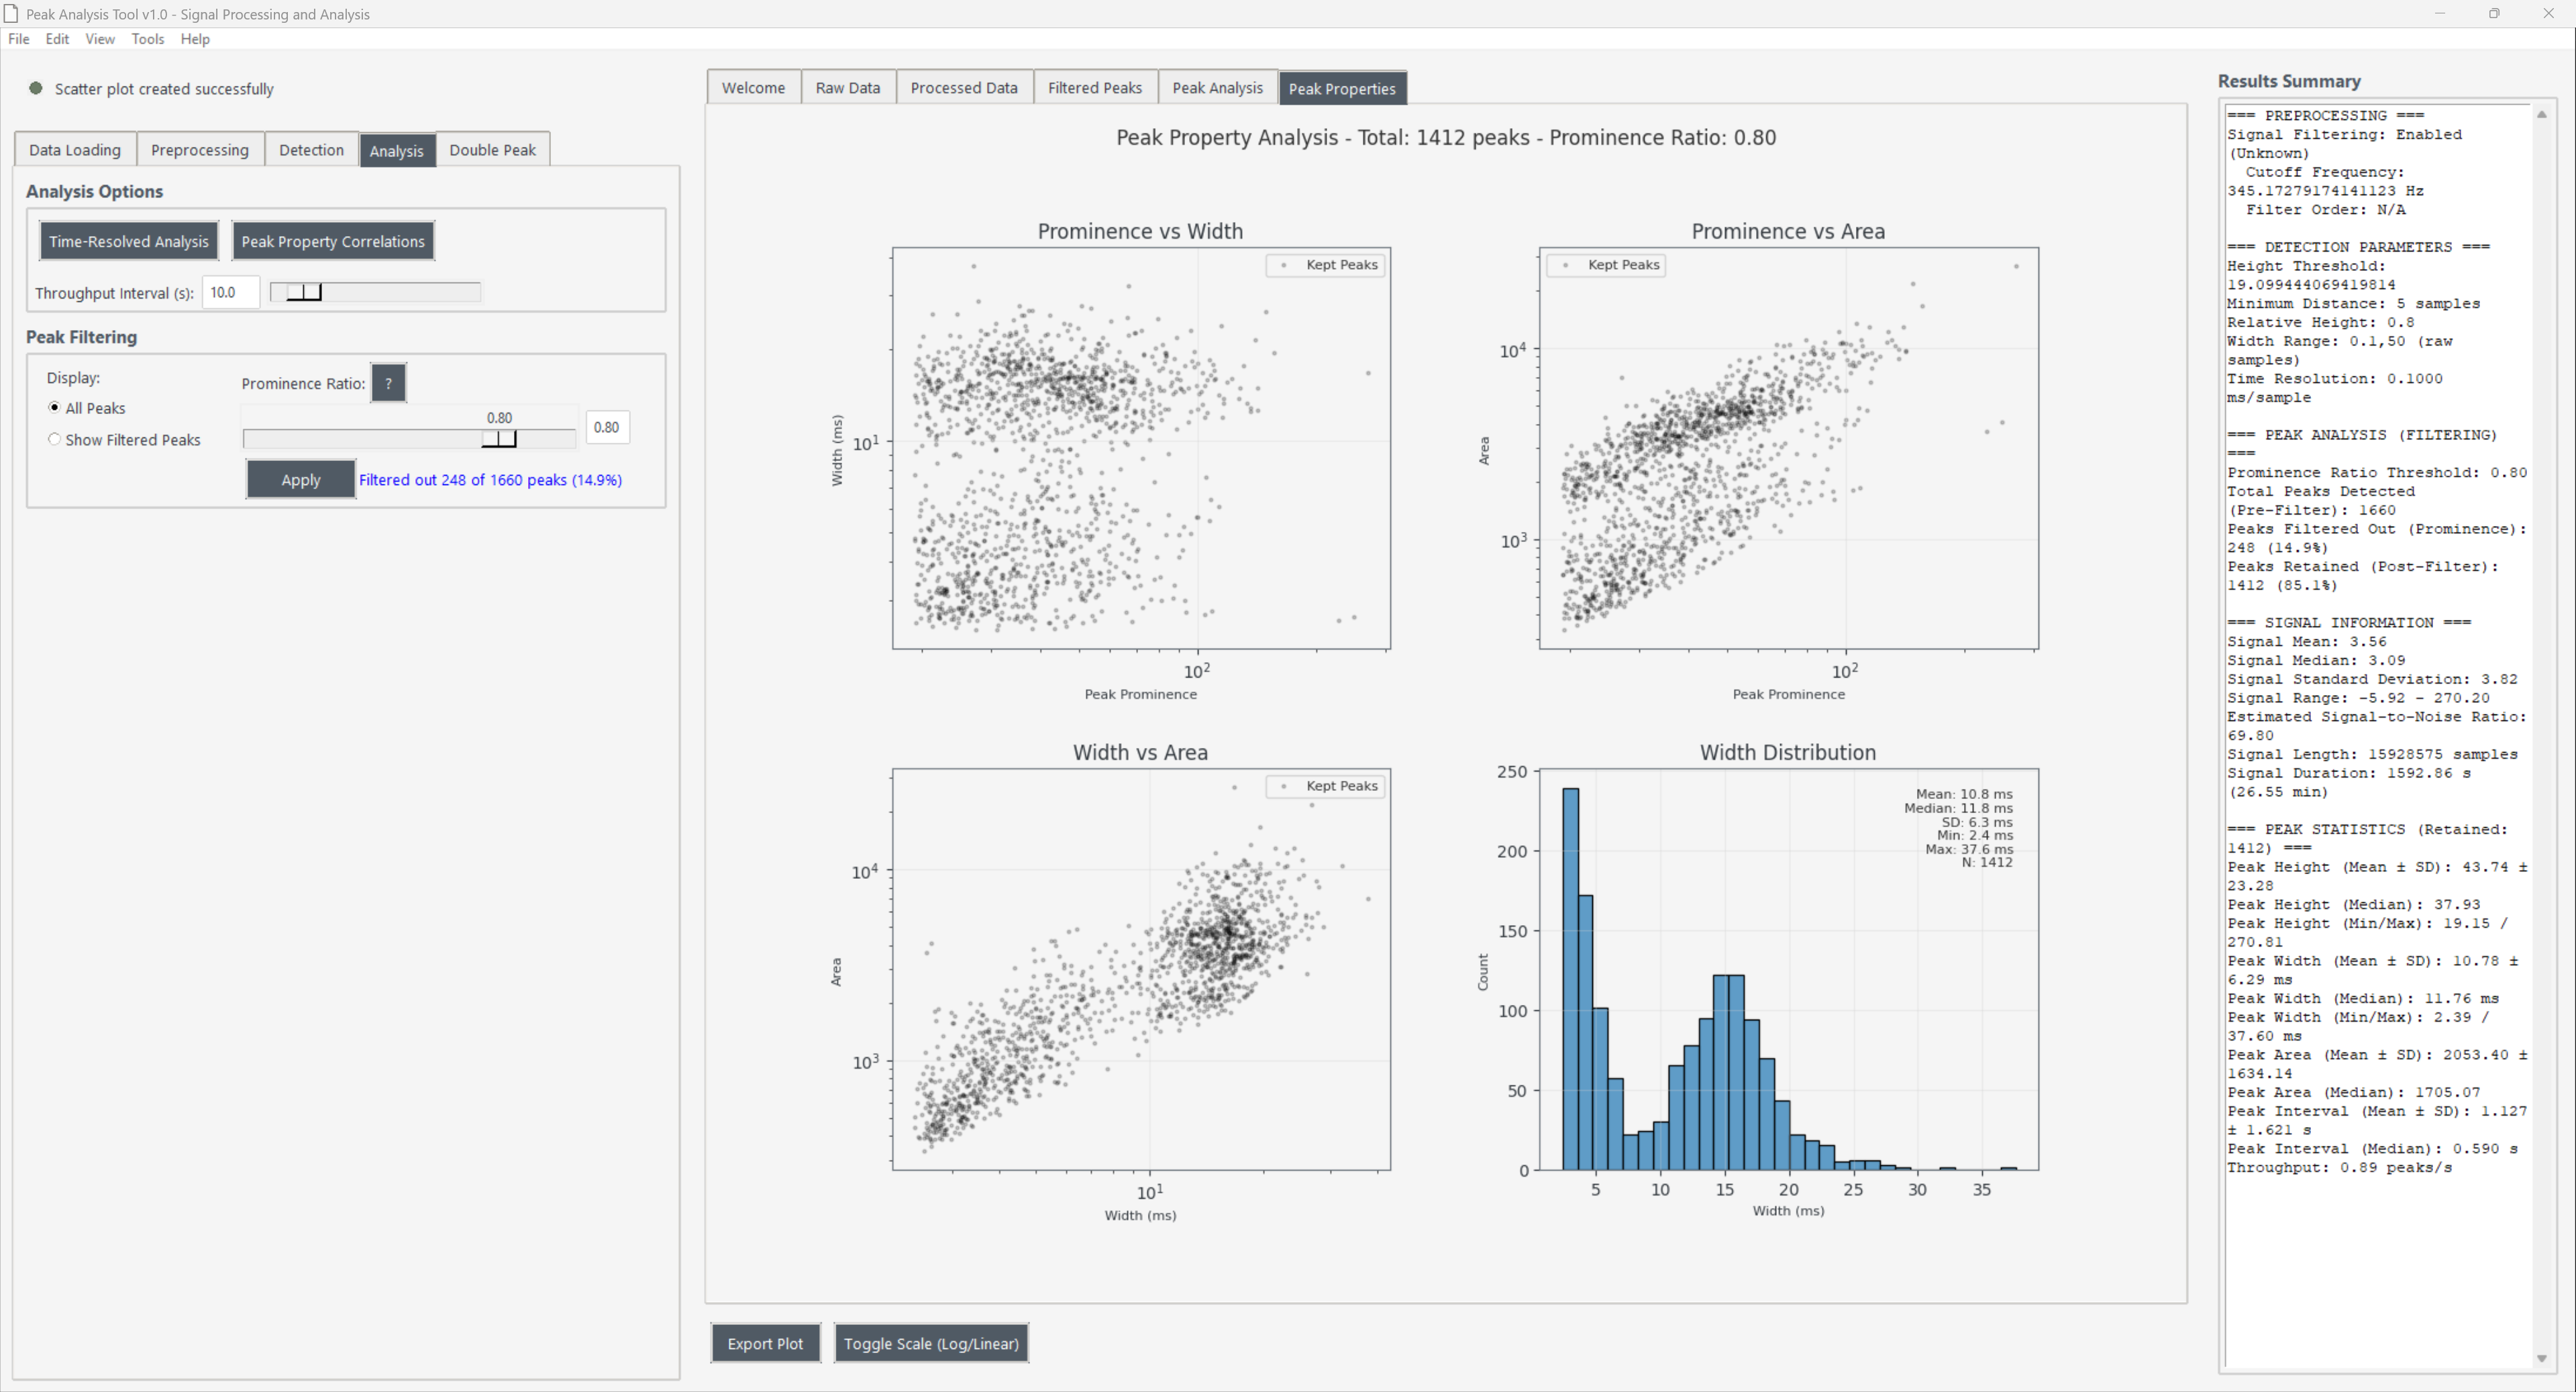 Peak Analysis Tool v1.0 - Signal Processing and Analysis
File Edit View Tools Help
Scatter plot created successfully
Data Loading Preprocessing Detection Analysis Double Peak
Analysis Options
Time-Resolved Analysis Peak Property Correlations
Throughput Interval (s): 10.0
Peak Filtering
Display: Prominence Ratio: ?
All Peaks
0.80
0.80
Show Filtered Peaks
Apply Filtered out 248 of 1660 peaks (14.9%)
Welcome Raw Data Processed Data Filtered Peaks Peak Analysis Peak Properties
Peak Property Analysis - Total: 1412 peaks - Prominence Ratio: 0.80
Prominence vs Width
Kept Peaks
Width (ms)
10¹
10²
Peak Prominence
Prominence vs Area
Kept Peaks
Area
10⁴
10³
10²
Peak Prominence
Width vs Area
Kept Peaks
Area
10⁴
10³
10¹
Width (ms)
Width Distribution
Mean: 10.8 ms
Median: 11.8 ms
SD: 6.3 ms
Min: 2.4 ms
Max: 37.6 ms
N: 1412
Count
250
200
150
100
50
0
5 10 15 20 25 30 35
Width (ms)
Export Plot Toggle Scale (Log/Linear)
Results Summary
=== PREPROCESSING ===
Signal Filtering: Enabled
(Unknown)
Cutoff Frequency:
345.17279174141123 Hz
Filter Order: N/A
=== DETECTION PARAMETERS ===
Height Threshold:
19.099444069419814
Minimum Distance: 5 samples
Relative Height: 0.8
Width Range: 0.1,50 (raw
samples)
Time Resolution: 0.1000
ms/sample
=== PEAK ANALYSIS (FILTERING)
===
Prominence Ratio Threshold: 0.80
Total Peaks Detected
(Pre-Filter): 1660
Peaks Filtered Out (Prominence):
248 (14.9%)
Peaks Retained (Post-Filter):
1412 (85.1%)
=== SIGNAL INFORMATION ===
Signal Mean: 3.56
Signal Median: 3.09
Signal Standard Deviation: 3.82
Signal Range: -5.92 - 270.20
Estimated Signal-to-Noise Ratio:
69.80
Signal Length: 15928575 samples
Signal Duration: 1592.86 s
(26.55 min)
=== PEAK STATISTICS (Retained:
1412) ===
Peak Height (Mean ± SD): 43.74 ±
23.28
Peak Height (Median): 37.93
Peak Height (Min/Max): 19.15 /
270.81
Peak Width (Mean ± SD): 10.78 ±
6.29 ms
Peak Width (Median): 11.76 ms
Peak Width (Min/Max): 2.39 /
37.60 ms
Peak Area (Mean ± SD): 2053.40 ±
1634.14
Peak Area (Median): 1705.07
Peak Interval (Mean ± SD): 1.127
± 1.621 s
Peak Interval (Median): 0.590 s
Throughput: 0.89 peaks/s